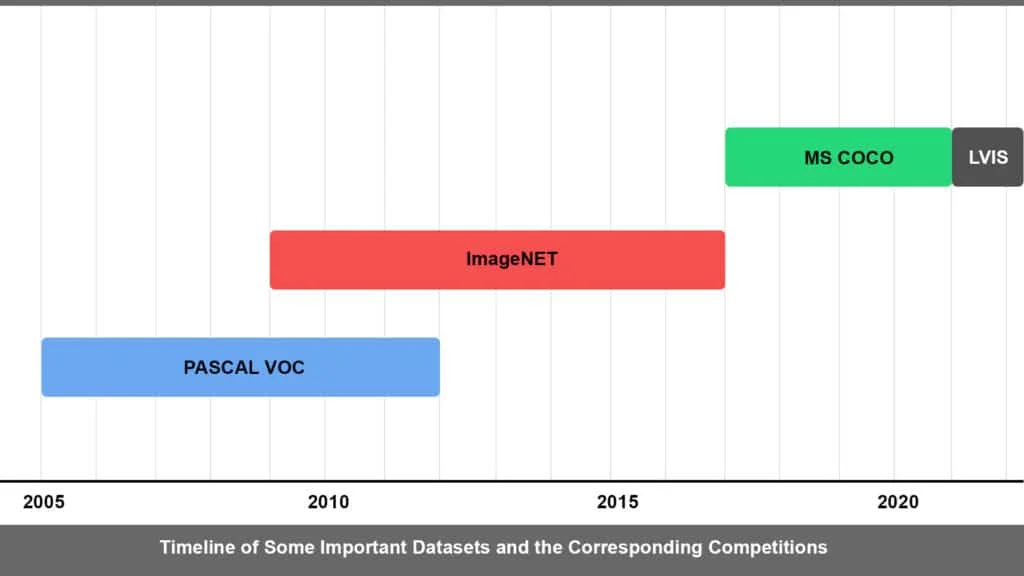 MS COCO
LVIS
ImageNET
PASCAL VOC
2005
2010
2015
2020
Timeline of Some Important Datasets and the Corresponding Competitions